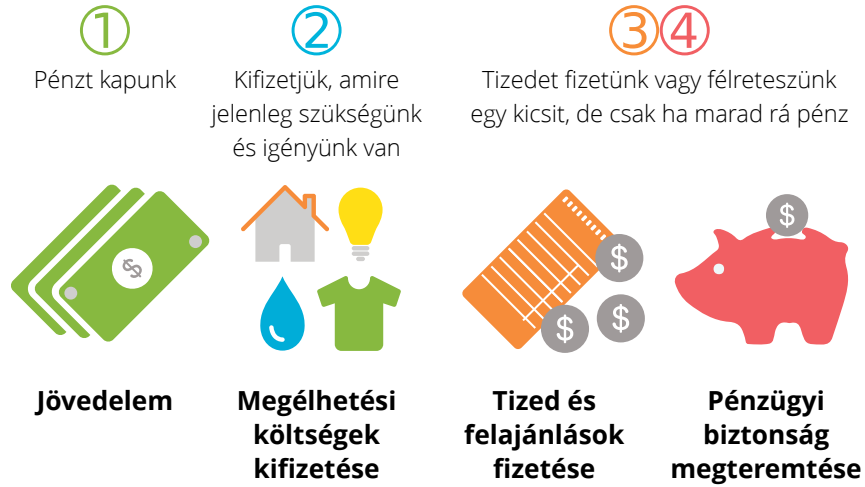 1
Pénzt kapunk
2
Kifizetjük, amire
jelenleg szükségünk
és igényünk van
3 4
Tizedet fizetünk vagy félreteszünk
egy kicsit, de csak ha marad rá pénz
$
$
$
$
$
Jövedelem
Megélhetési
költségek
kifizetése
Tized és
felajánlások
fizetése
Pénzügyi
biztonság
megteremtése